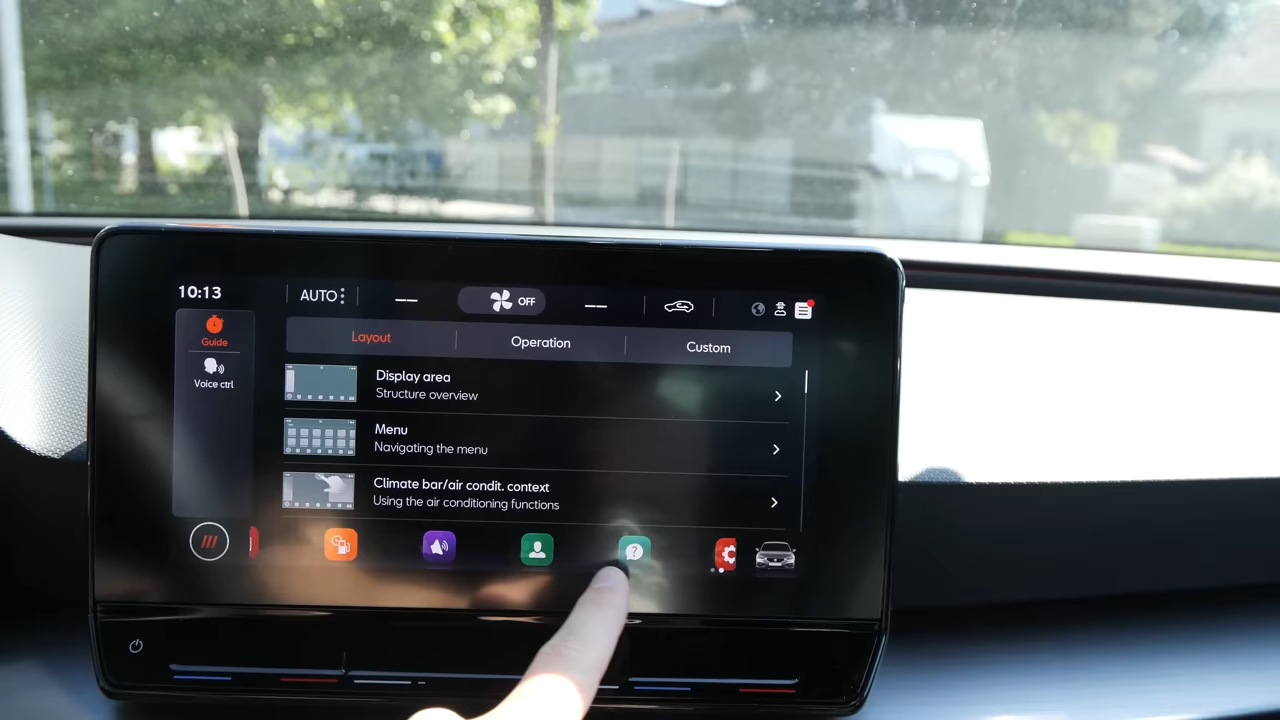 10:13
AUTO
OFF
Guide
Voice ctrl
Layout
Operation
Custom
Display area
Structure overview
Menu
Navigating the menu
Climate bar/air condit. context
Using the air conditioning functions
?